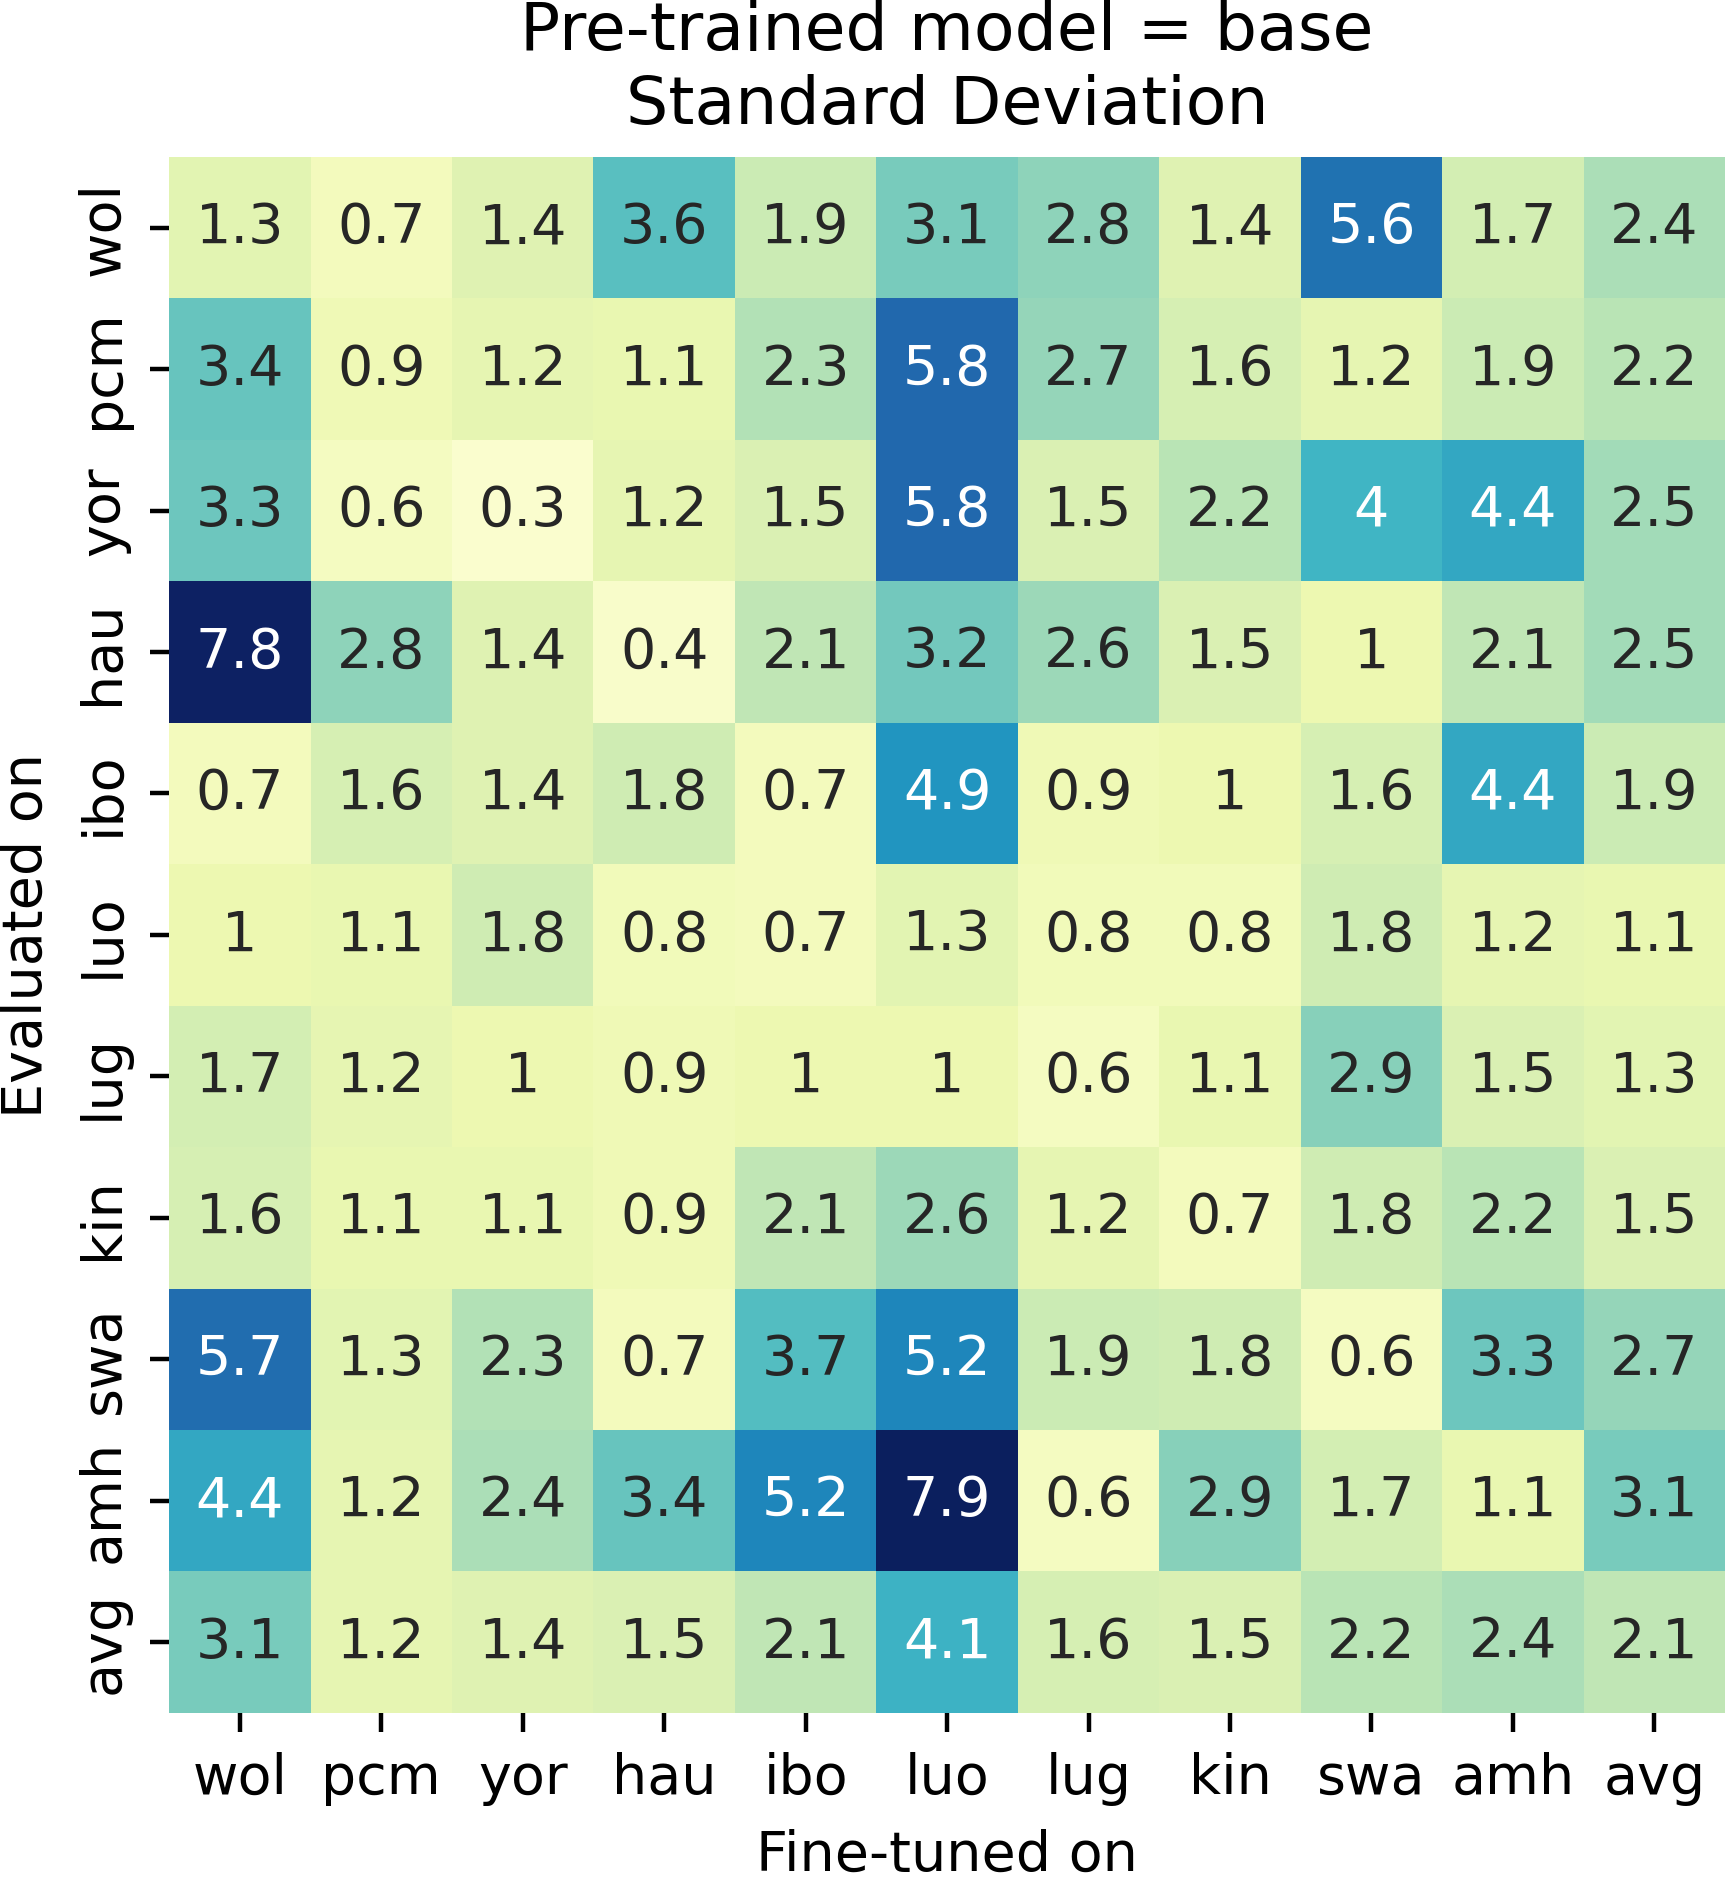 Pre-trained model = base
Standard Deviation
Evaluated on
wol 1.3 0.7 1.4 3.6 1.9 3.1 2.8 1.4 5.6 1.7 2.4
pcm 3.4 0.9 1.2 1.1 2.3 5.8 2.7 1.6 1.2 1.9 2.2
yor 3.3 0.6 0.3 1.2 1.5 5.8 1.5 2.2 4 4.4 2.5
hau 7.8 2.8 1.4 0.4 2.1 3.2 2.6 1.5 1 2.1 2.5
ibo 0.7 1.6 1.4 1.8 0.7 4.9 0.9 1 1.6 4.4 1.9
luo 1 1.1 1.8 0.8 0.7 1.3 0.8 0.8 1.8 1.2 1.1
lug 1.7 1.2 1 0.9 1 1 0.6 1.1 2.9 1.5 1.3
kin 1.6 1.1 1.1 0.9 2.1 2.6 1.2 0.7 1.8 2.2 1.5
swa 5.7 1.3 2.3 0.7 3.7 5.2 1.9 1.8 0.6 3.3 2.7
amh 4.4 1.2 2.4 3.4 5.2 7.9 0.6 2.9 1.7 1.1 3.1
avg 3.1 1.2 1.4 1.5 2.1 4.1 1.6 1.5 2.2 2.4 2.1
wol pcm yor hau ibo luo lug kin swa amh avg
Fine-tuned on